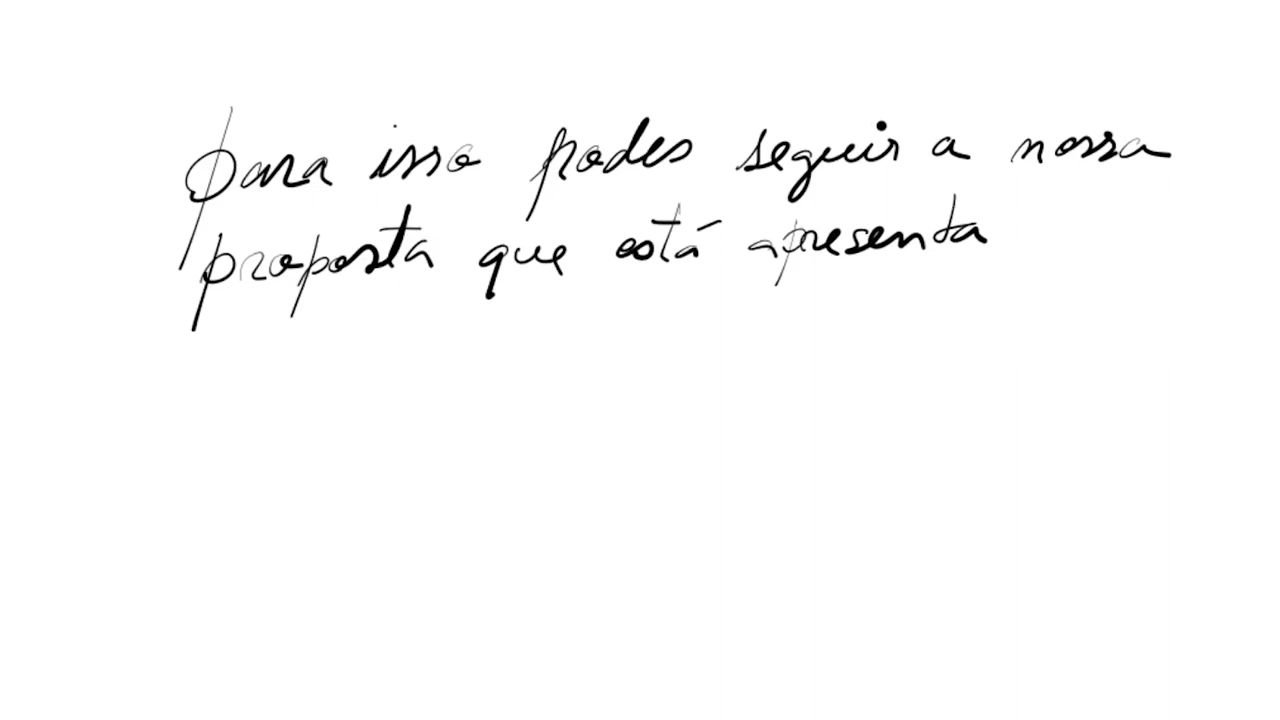 para isso podes seguir a nossa
proposta que está apresenta